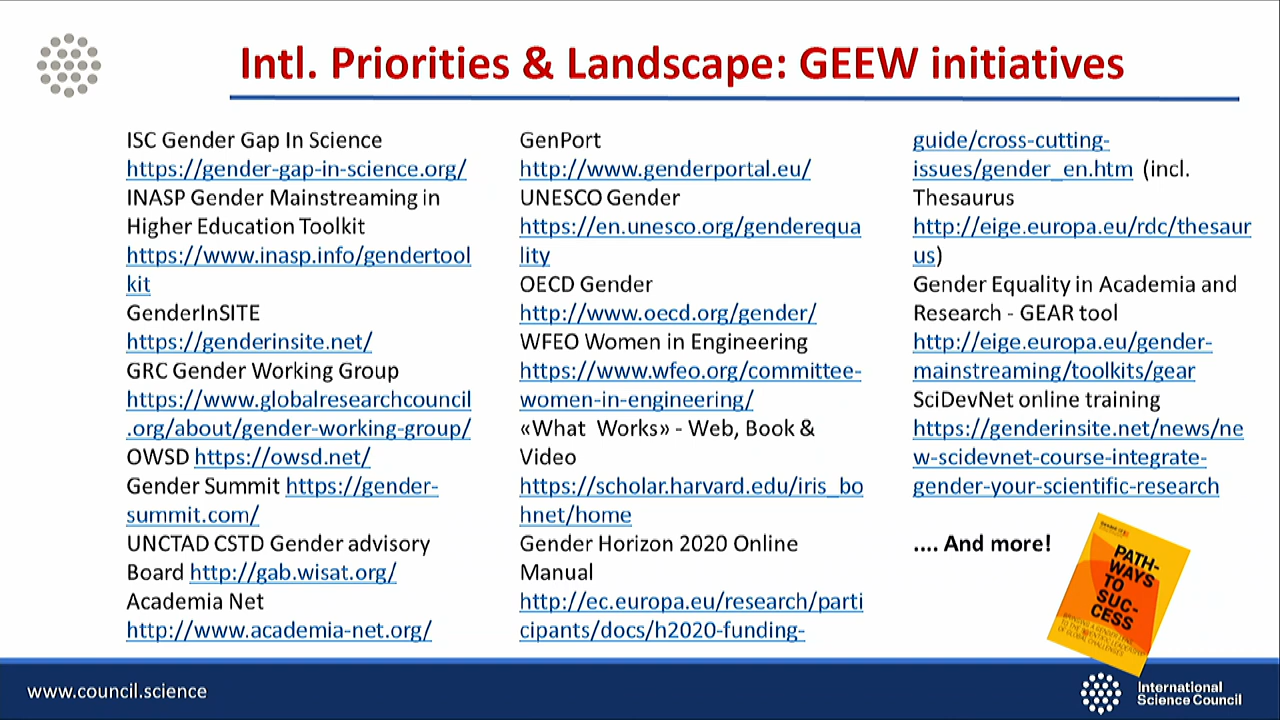 Intl. Priorities & Landscape: GEEW initiatives
ISC Gender Gap In Science
https://gender-gap-in-science.org/
INASP Gender Mainstreaming in
Higher Education Toolkit
https://www.inasp.info/gendertool
kit
GenderInSITE
https://genderinsite.net/
GRC Gender Working Group
https://www.globalresearchcouncil
.org/about/gender-working-group/
OWSD https://owsd.net/
Gender Summit https://gender-
summit.com/
UNCTAD CSTD Gender advisory
Board http://gab.wisat.org/
Academia Net
http://www.academia-net.org/
GenPort
http://www.genderportal.eu/
UNESCO Gender
https://en.unesco.org/genderequa
lity
OECD Gender
http://www.oecd.org/gender/
WFEO Women in Engineering
https://www.wfeo.org/committee-
women-in-engineering/
«What Works» - Web, Book &
Video
https://scholar.harvard.edu/iris_bo
hnet/home
Gender Horizon 2020 Online
Manual
http://ec.europa.eu/research/parti
cipants/docs/h2020-funding-
guide/cross-cutting-
issues/gender_en.htm (incl.
Thesaurus
http://eige.europa.eu/rdc/thesaur
us)
Gender Equality in Academia and
Research - GEAR tool
http://eige.europa.eu/gender-
mainstreaming/toolkits/gear
SciDevNet online training
https://genderinsite.net/news/ne
w-scidevnet-course-integrate-
gender-your-scientific-research
.... And more!
PATH-
WAYS
TO
SUC-
CESS
www.council.science
International
Science Council